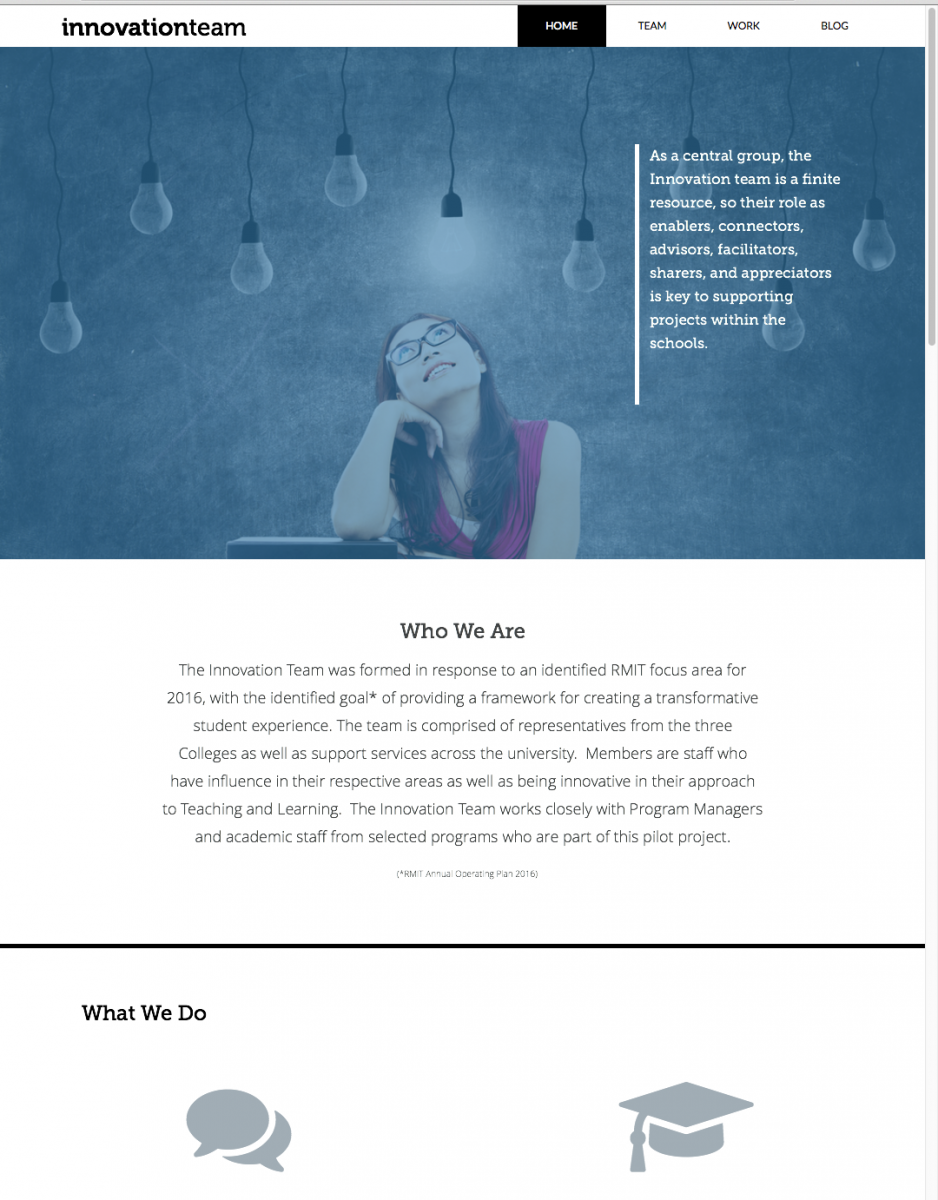 innovationteam
HOME
TEAM
WORK
BLOG
As a central group, the
Innovation team is a finite
resource, so their role as
enablers, connectors,
advisors, facilitators,
sharers, and appreciators
is key to supporting
projects within the
schools.
Who We Are
The Innovation Team was formed in response to an identified RMIT focus area for
2016, with the identified goal* of providing a framework for creating a transformative
student experience. The team is comprised of representatives from the three
Colleges as well as support services across the university.  Members are staff who
have influence in their respective areas as well as being innovative in their approach
to Teaching and Learning.  The Innovation Team works closely with Program Managers
and academic staff from selected programs who are part of this pilot project.
(*RMIT Annual Operating Plan 2016)
What We Do